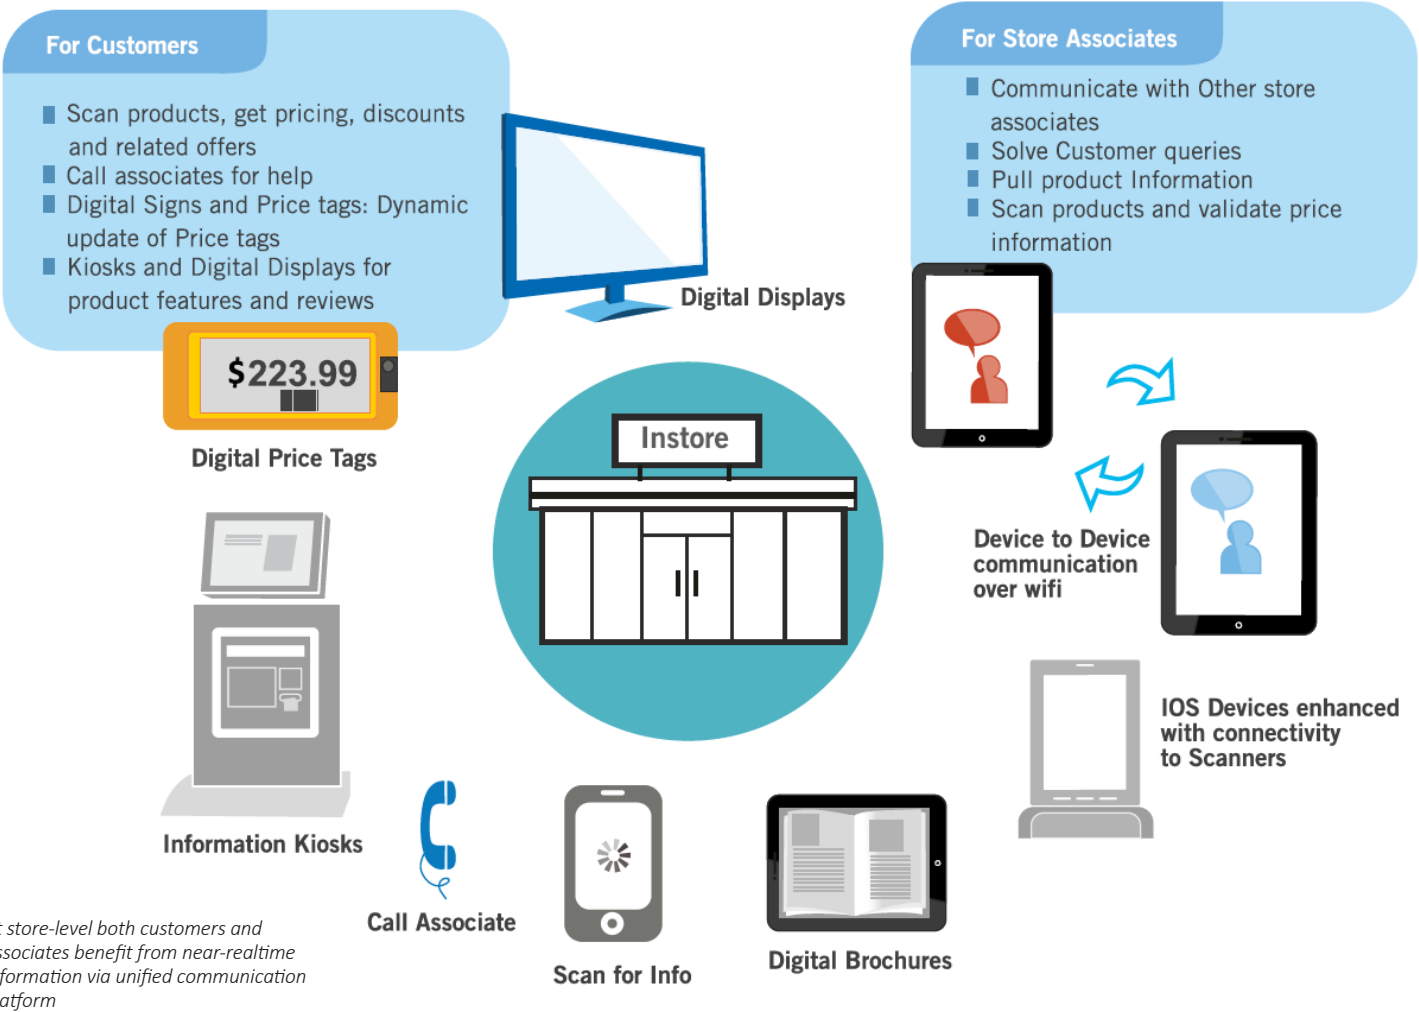 For Customers
Scan products, get pricing, discounts
and related offers
Call associates for help
Digital Signs and Price tags: Dynamic
update of Price tags
Kiosks and Digital Displays for
product features and reviews
For Store Associates
Communicate with Other store
associates
Solve Customer queries
Pull product Information
Scan products and validate price
information
Digital Displays
$223.99
Digital Price Tags
Instore
Device to Device
communication
over wifi
IOS Devices enhanced
with connectivity
to Scanners
Information Kiosks
Call Associate
Scan for Info
Digital Brochures
store-level both customers and
benefit from near-realtime
via unified communication